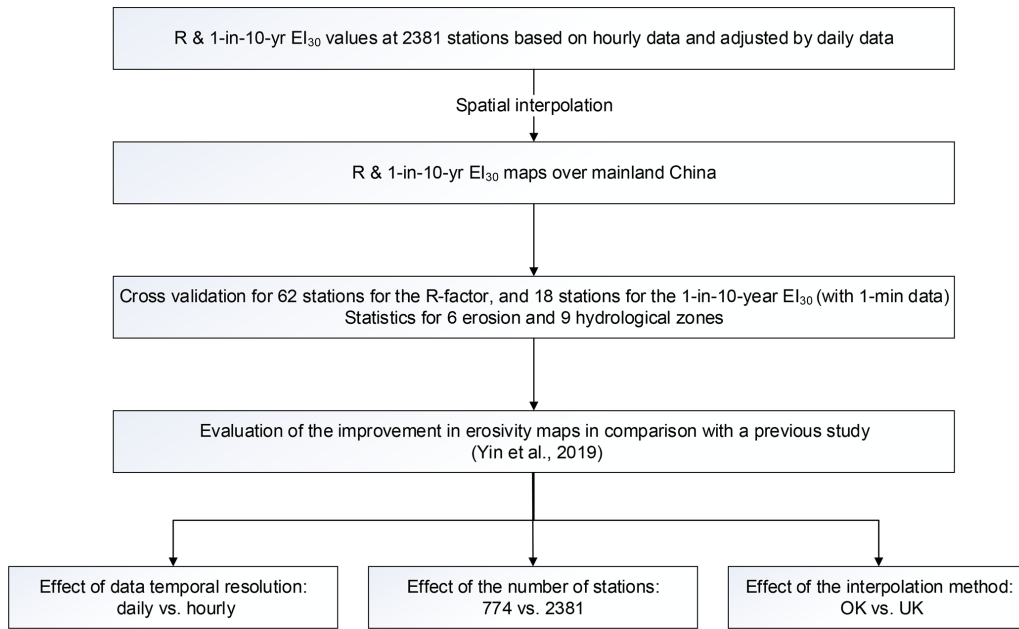 R & 1-in-10-yr EI₃₀ values at 2381 stations based on hourly data and adjusted by daily data
Spatial interpolation
R & 1-in-10-yr EI₃₀ maps over mainland China
Cross validation for 62 stations for the R-factor, and 18 stations for the 1-in-10-year EI₃₀ (with 1-min data)
Statistics for 6 erosion and 9 hydrological zones
Evaluation of the improvement in erosivity maps in comparison with a previous study
(Yin et al., 2019)
Effect of data temporal resolution:
daily vs. hourly
Effect of the number of stations:
774 vs. 2381
Effect of the interpolation method:
OK vs. UK